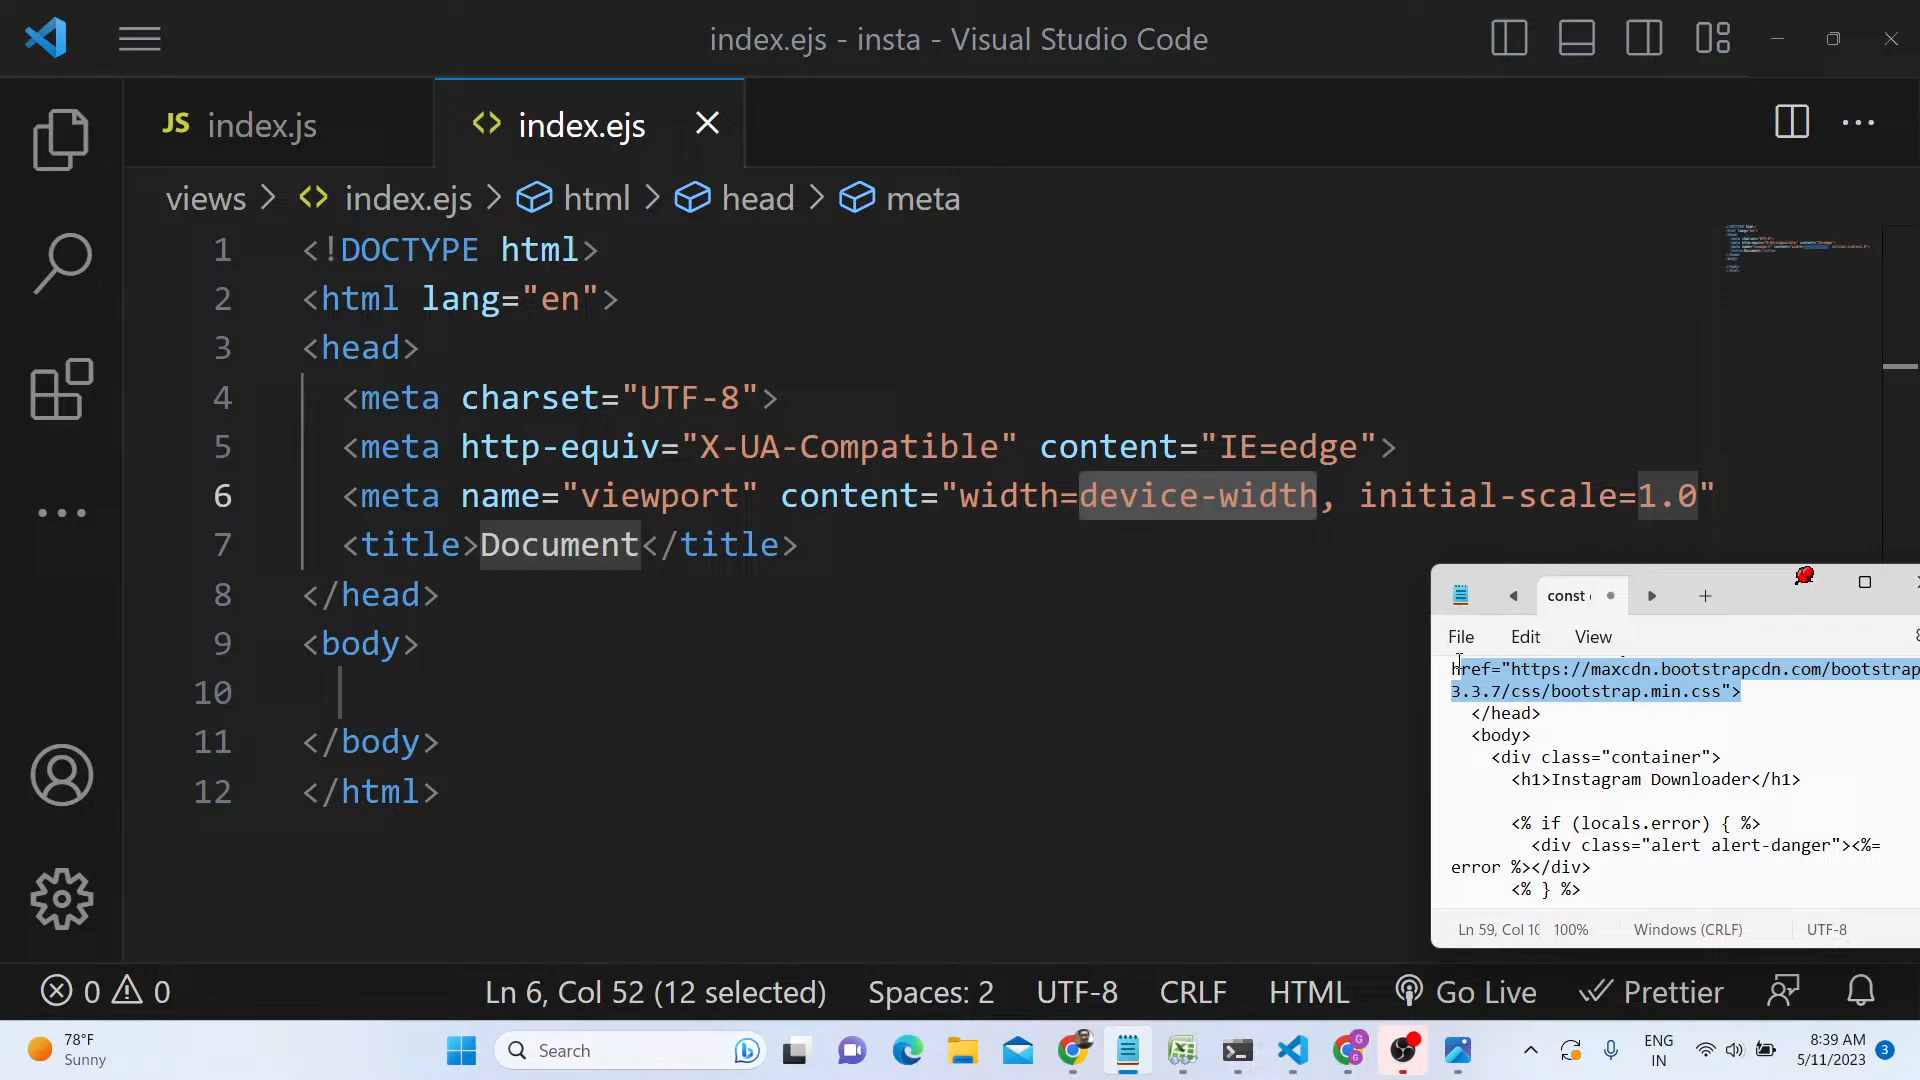 index.ejs - insta - Visual Studio Code
JS index.js
<> index.ejs
views > <> index.ejs > html > head > meta
1 <!DOCTYPE html>
2 <html lang="en">
3 <head>
4 <meta charset="UTF-8">
5 <meta http-equiv="X-UA-Compatible" content="IE=edge">
6 <meta name="viewport" content="width=device-width, initial-scale=1.0"
7 <title>Document</title>
8 </head>
9 <body>
10
11 </body>
12 </html>
const
File Edit View
href="https://maxcdn.bootstrapcdn.com/bootstrap
3.3.7/css/bootstrap.min.css">
</head>
<body>
<div class="container">
<h1>Instagram Downloader</h1>
<% if (locals.error) { %>
<div class="alert alert-danger"><%=
error %></div>
<% } %>
Ln 59, Col 10 100% Windows (CRLF) UTF-8
0 0 Ln 6, Col 52 (12 selected) Spaces: 2 UTF-8 CRLF HTML Go Live Prettier
78°F
Sunny
Search
ENG
IN
8:39 AM
5/11/2023
3